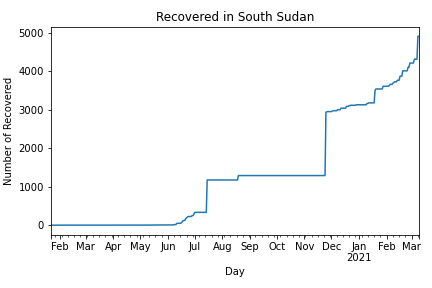 Recovered in South Sudan
Number of Recovered
5000
4000
3000
2000
1000
0
Feb Mar Apr May Jun Jul Aug Sep Oct Nov Dec Jan Feb Mar
2021
Day